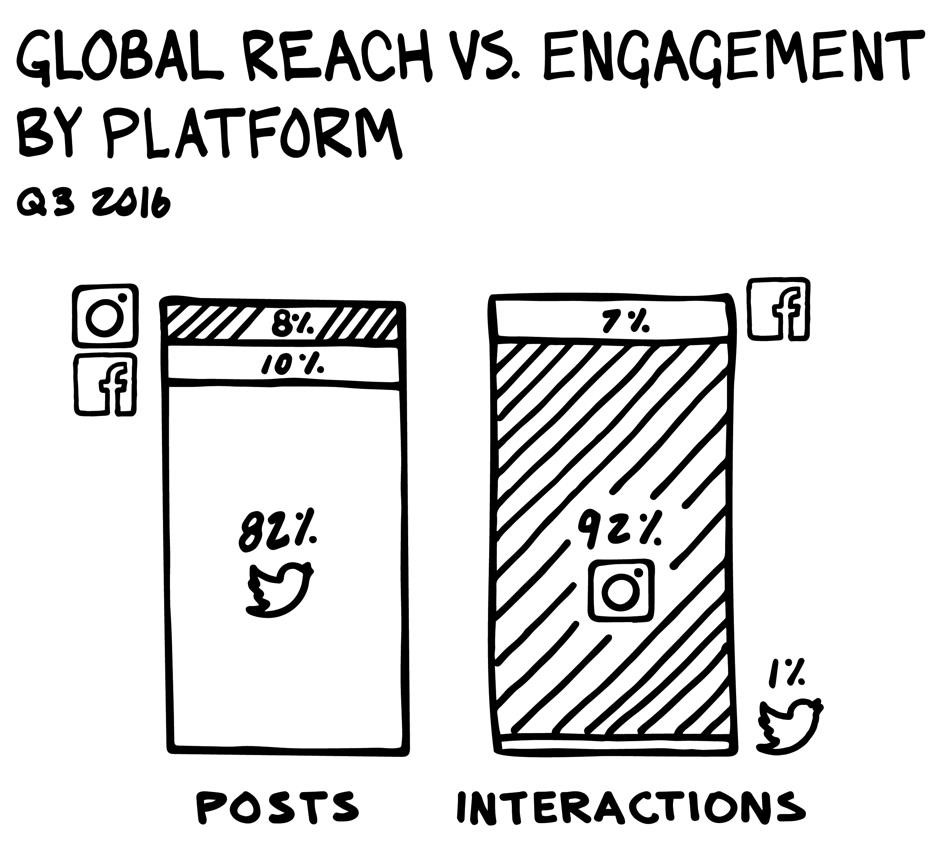 GLOBAL REACH VS. ENGAGEMENT
BY PLATFORM
Q3 2016
8%
10%
82%
7%
92%
1%
POSTS
INTERACTIONS